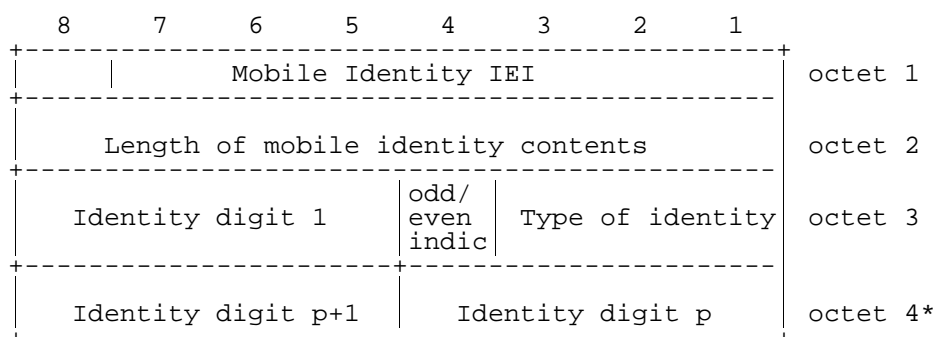 8 7 6 5 4 3 2 1
Mobile Identity IEI octet 1
Length of mobile identity contents octet 2
odd/
Identity digit 1 even Type of identity octet 3
indic
Identity digit p+1 Identity digit p octet 4*